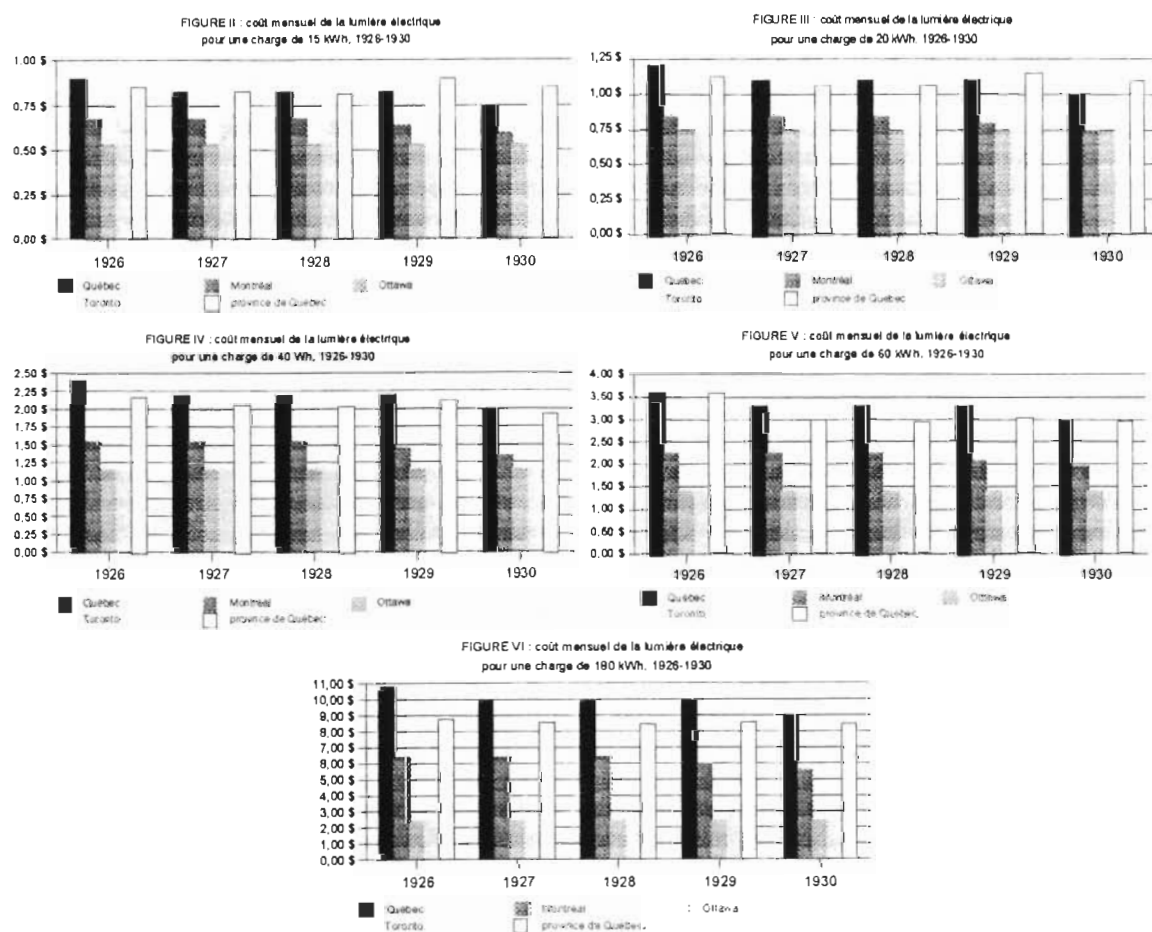 FIGURE II : coût mensuel de la lumière électrique
pour une charge de 15 kWh, 1926-1930
1.00 $
0.75 $
0.50 $
0.25 $
0,00 $
1926 1927 1928 1929 1930
Québec Montréal Ottawa
Toronto province de Québec
FIGURE III : coût mensuel de la lumière électrique
pour une charge de 20 kWh, 1926-1930
1,25 $
1,00 $
0,75 $
0,50 $
0,25 $
0,00 $
1926 1927 1928 1929 1930
Québec Montréal Ottawa
Toronto province de Québec
FIGURE IV : coût mensuel de la lumière électrique
pour une charge de 40 Wh, 1926-1930
2.50 $
2.25 $
2.00 $
1.75 $
1.50 $
1.25 $
1.00 $
0,75 $
0,50 $
0.25 $
0.00 $
1926 1927 1928 1929 1930
Québec Montréal Ottawa
Toronto province de Québec
FIGURE V : coût mensuel de la lumière électrique
pour une charge de 60 kWh, 1926-1930
4.00 $
3.50 $
3.00 $
2.50 $
2.00 $
1.50 $
1.00 $
0.50 $
0.00 $
1926 1927 1928 1929 1930
Québec Montréal Ottawa
Toronto province de Québec
FIGURE VI : coût mensuel de la lumière électrique
pour une charge de 180 kWh, 1926-1930
11,00 $
10,00 $
9,00 $
8,00 $
7,00 $
6,00 $
5,00 $
4,00 $
3,00 $
2,00 $
1,00 $
0,00 $
1926 1927 1928 1929 1930
Québec Montréal Ottawa
Toronto province de Québec